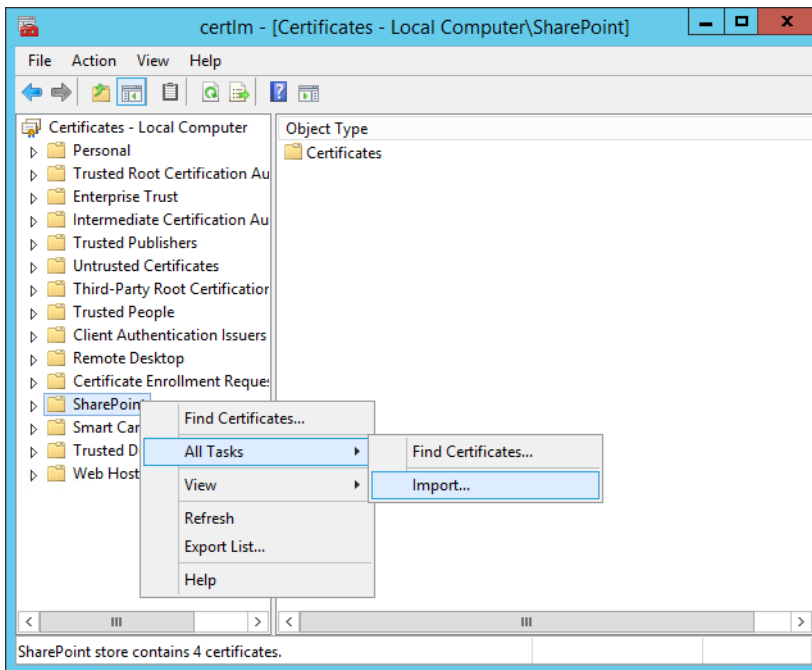 certlm - [Certificates - Local Computer\SharePoint]
File Action View Help
Certificates - Local Computer
Personal
Trusted Root Certification Au
Enterprise Trust
Intermediate Certification Au
Trusted Publishers
Untrusted Certificates
Third-Party Root Certification
Trusted People
Client Authentication Issuers
Remote Desktop
Certificate Enrollment Reque
SharePoint
Smart Car
Trusted D
Web Host
Object Type
Certificates
Find Certificates...
All Tasks
View
Refresh
Export List...
Help
Find Certificates...
Import...
SharePoint store contains 4 certificates.